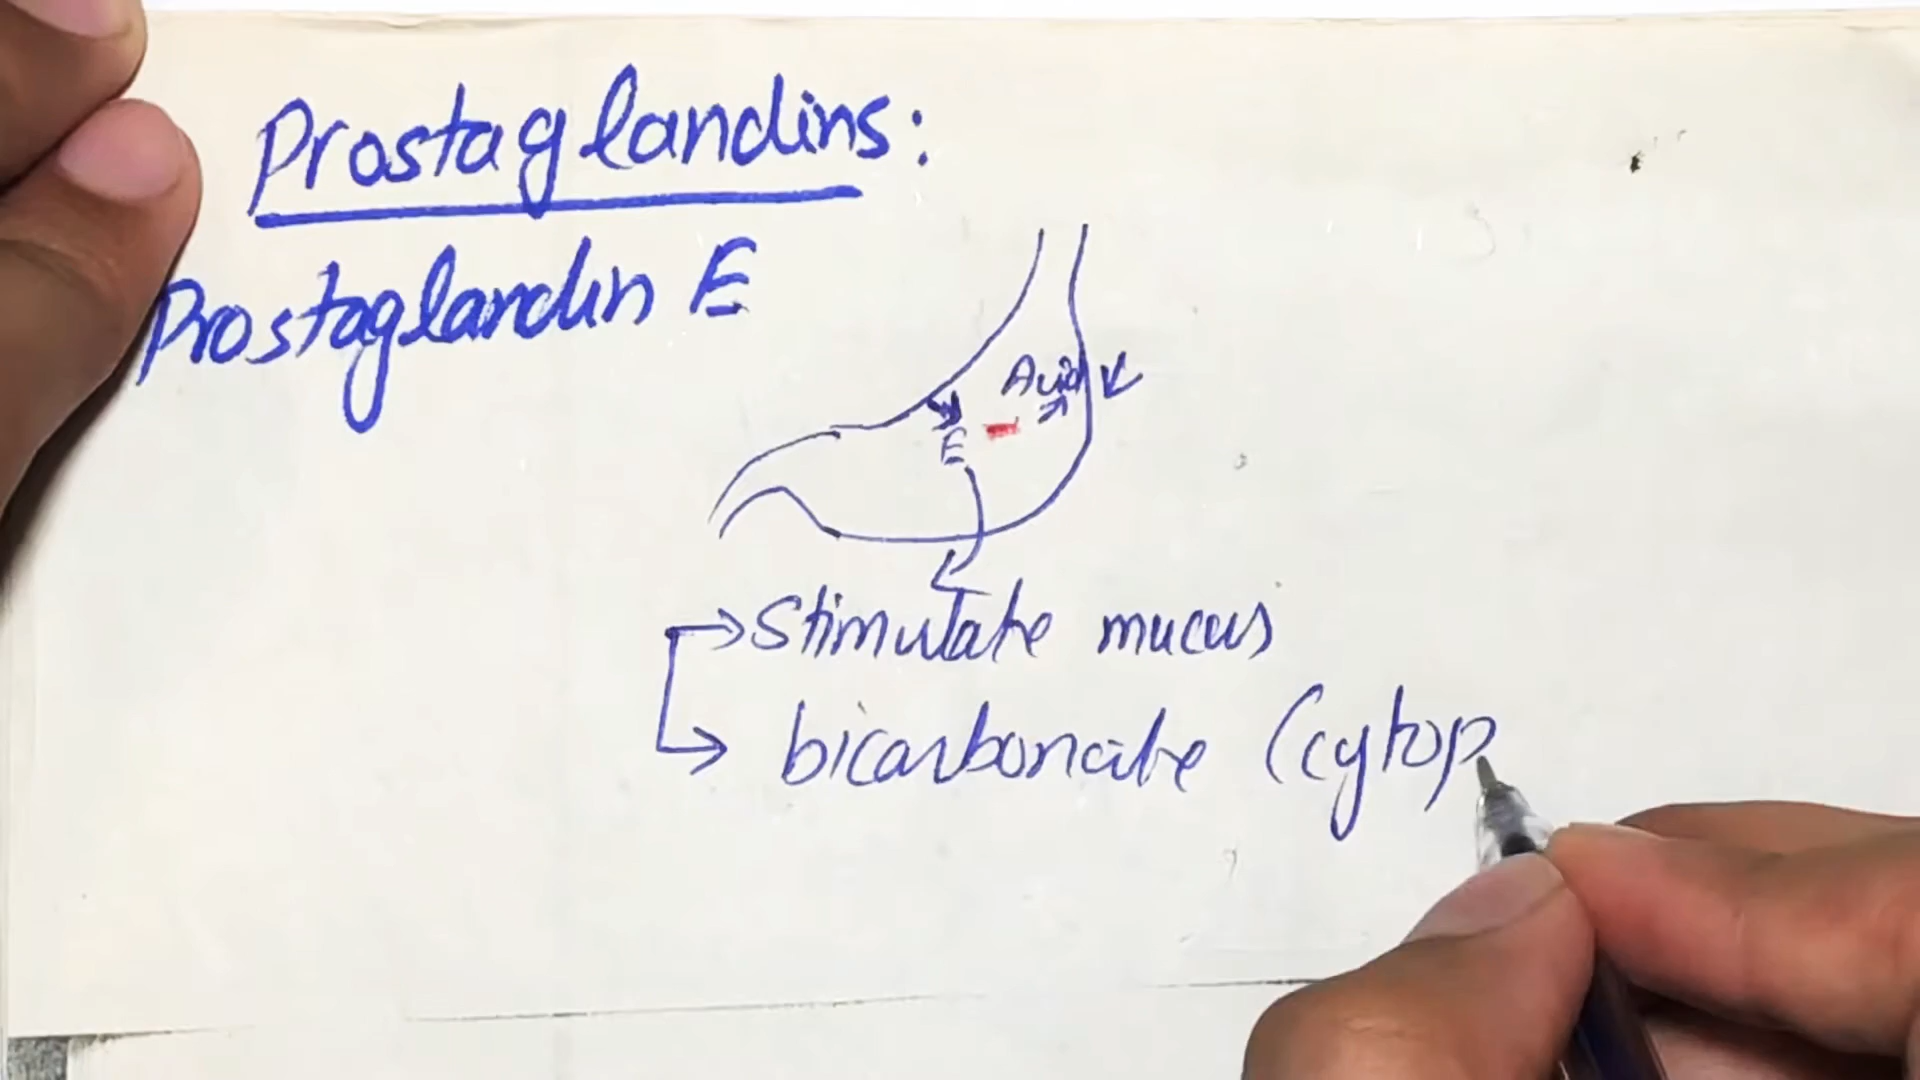 Prostaglandins:
Prostaglandin E
Acid
E
Stimulate mucus
bicarbonate (cytop